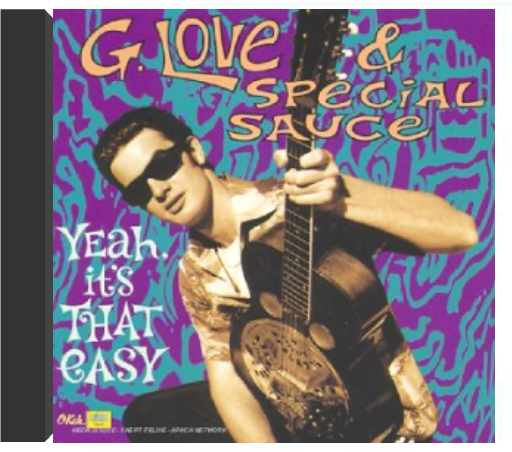 G. LOVE &
SPECIAL
SAUCE
Yeah.
it's
THAT
eASY
OKeh.